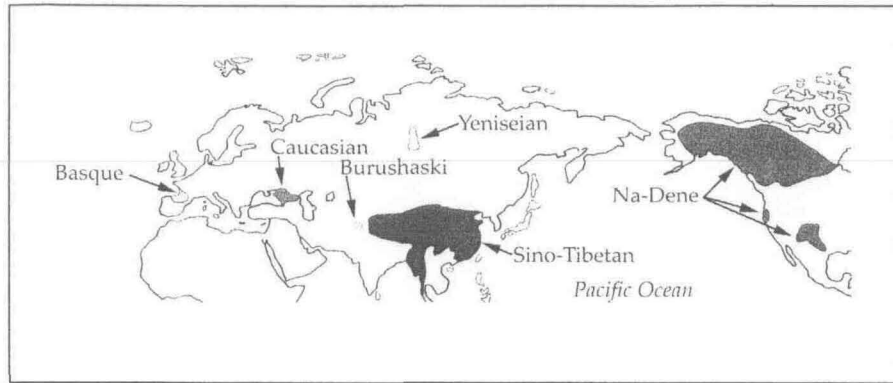 Yeniseian
Caucasian
Basque
Burushaski
Na-Dene
Sino-Tibetan
Pacific Ocean